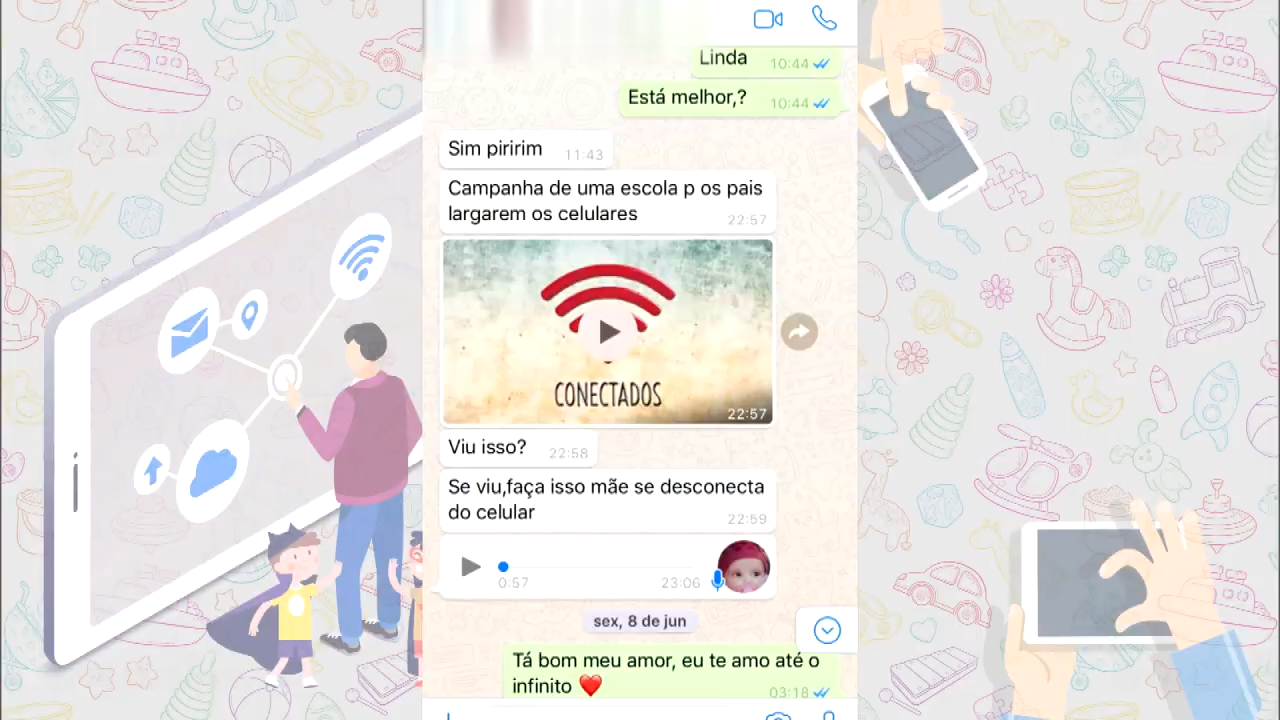 Linda 10:44
Está melhor,? 10:44
Sim piririm 11:43
Campanha de uma escola p os pais
largarem os celulares 22:57
CONECTADOS
22:57
Viu isso? 22:58
Se viu,faça isso mãe se desconecta
do celular 22:59
0:57 23:06
sex, 8 de jun
Tá bom meu amor, eu te amo até o
infinito ❤️ 03:18